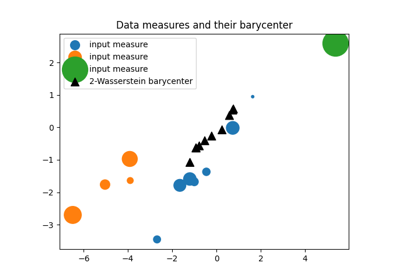 Data measures and their barycenter
input measure
input measure
input measure
2-Wasserstein barycenter
2
1
0
−1
−2
−3
−6
−4
−2
0
2
4